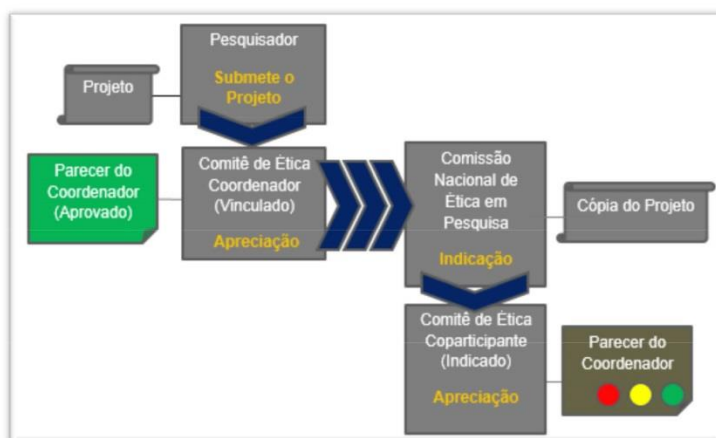 Pesquisador
Submete o
Projeto
Projeto
Parecer do
Coordenador
(Aprovado)
Comitê de Ética
Coordenador
(Vinculado)
Apreciação
Comissão
Nacional de
Ética em
Pesquisa
Indicação
Cópia do Projeto
Comitê de Ética
Coparticipante
(Indicado)
Apreciação
Parecer do
Coordenador